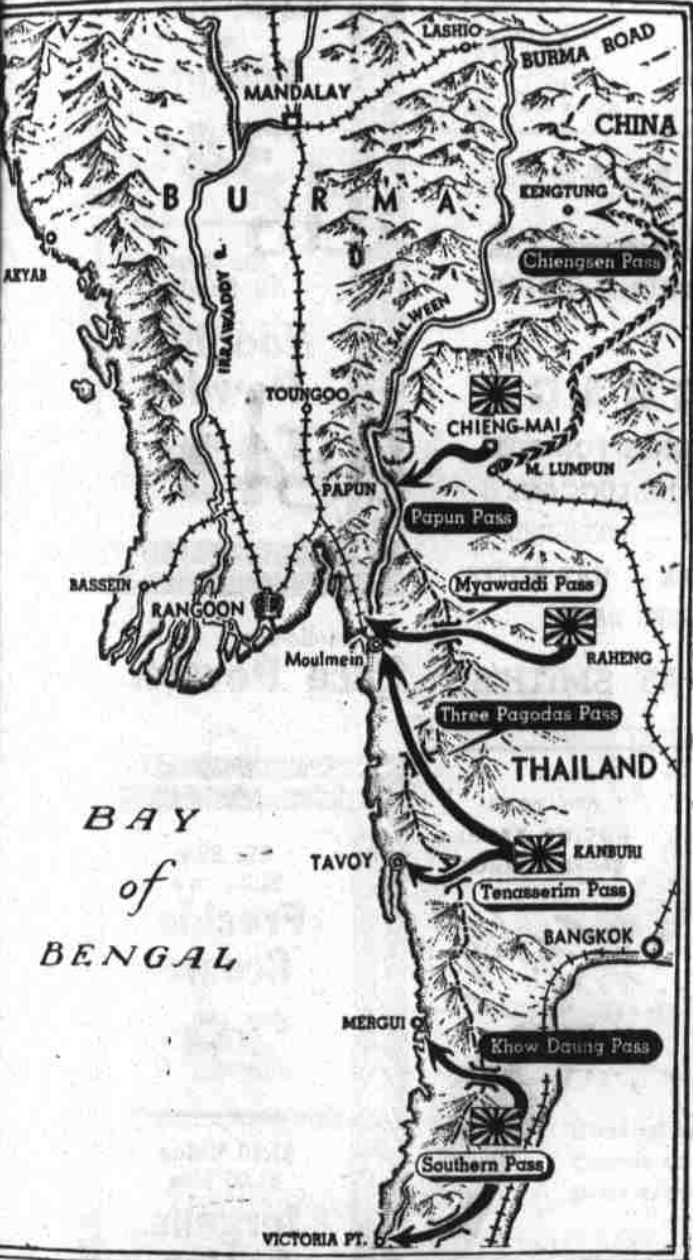 LASHIO
BURMA ROAD
MANDALAY
CHINA
BURMA
KENGTUNG
Chiengsen Pass
AKYAB
IRRAWADDY R.
SALWEEN
TOUNGOO
CHIENG-MAI
M. LUMPUN
PAPUN
Papun Pass
BASSEIN
RANGOON
Myawaddi Pass
Moulmein
RAHENG
Three Pagodas Pass
THAILAND
BAY
of
BENGAL
TAVOY
KANBURI
Tenasserim Pass
BANGKOK
MERGUI
Khow Daung Pass
Southern Pass
VICTORIA PT.